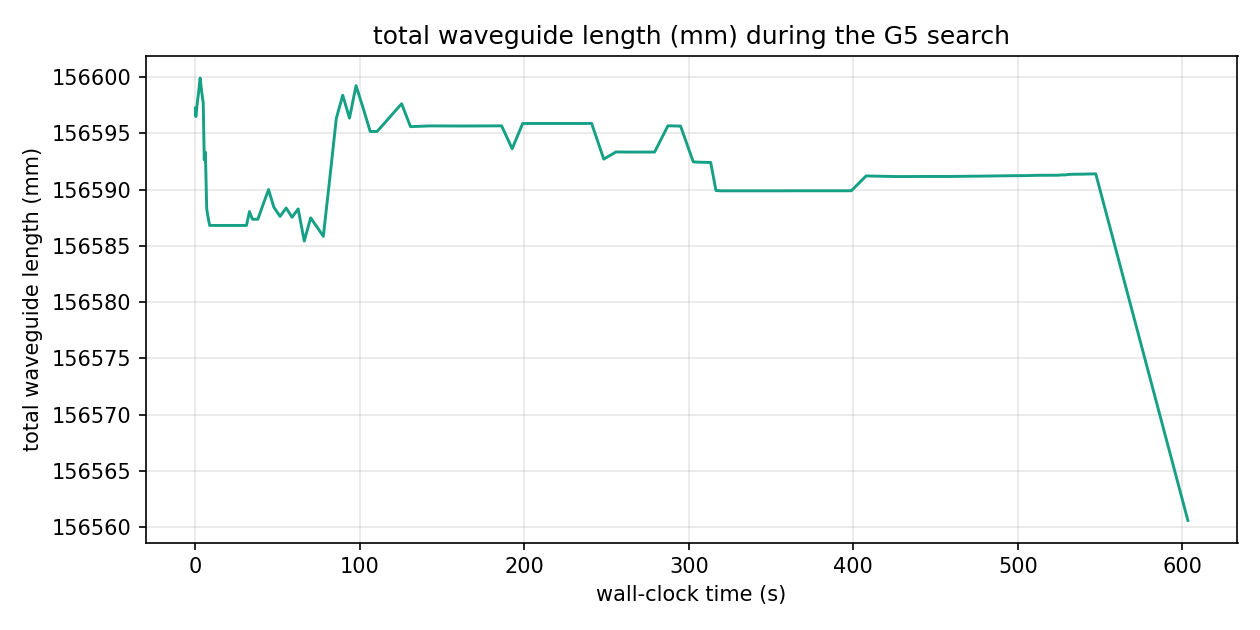 total waveguide length (mm) during the G5 search
total waveguide length (mm)
156600
156595
156590
156585
156580
156575
156570
156565
156560
0 100 200 300 400 500 600
wall-clock time (s)